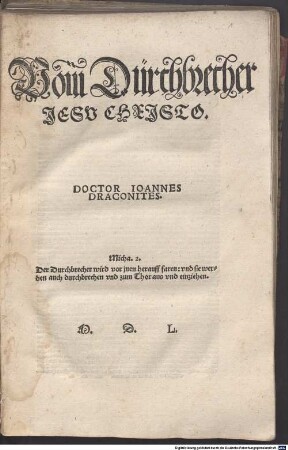 Vom Dürchbrecher
JESV CHRJSTO.
DOCTOR IOANNES
DRACONITES.
Micha. 2.
Der Durchbrecher wird vor jnen herauff faren: vnd sie wer-
den auch durchbrechen vnd zum Thor aus vnd einziehen.
M. D. L.